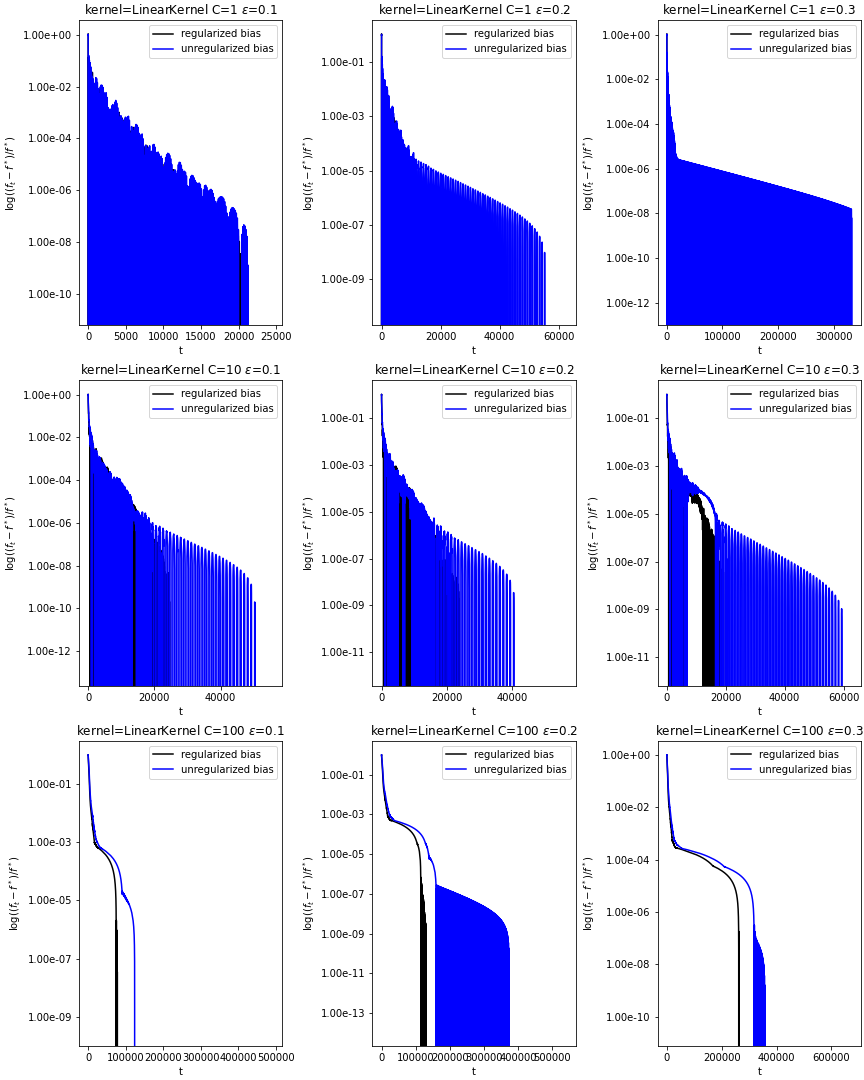 kernel=LinearKernel C=1 ε=0.1
regularized bias
unregularized bias
1.00e+00
1.00e-02
1.00e-04
1.00e-06
1.00e-08
1.00e-10
log((f_t − f*)/f*)
0 5000 10000 15000 20000 25000
t
kernel=LinearKernel C=1 ε=0.2
regularized bias
unregularized bias
1.00e-01
1.00e-03
1.00e-05
1.00e-07
1.00e-09
log((f_t − f*)/f*)
0 20000 40000 60000
t
kernel=LinearKernel C=1 ε=0.3
regularized bias
unregularized bias
1.00e+00
1.00e-02
1.00e-04
1.00e-06
1.00e-08
1.00e-10
1.00e-12
log((f_t − f*)/f*)
0 100000 200000 300000
t
kernel=LinearKernel C=10 ε=0.1
regularized bias
unregularized bias
1.00e+00
1.00e-02
1.00e-04
1.00e-06
1.00e-08
1.00e-10
1.00e-12
log((f_t − f*)/f*)
0 20000 40000
t
kernel=LinearKernel C=10 ε=0.2
regularized bias
unregularized bias
1.00e-01
1.00e-03
1.00e-05
1.00e-07
1.00e-09
1.00e-11
log((f_t − f*)/f*)
0 20000 40000
t
kernel=LinearKernel C=10 ε=0.3
regularized bias
unregularized bias
1.00e-01
1.00e-03
1.00e-05
1.00e-07
1.00e-09
1.00e-11
log((f_t − f*)/f*)
0 20000 40000 60000
t
kernel=LinearKernel C=100 ε=0.1
regularized bias
unregularized bias
1.00e-01
1.00e-03
1.00e-05
1.00e-07
1.00e-09
log((f_t − f*)/f*)
0 100000 200000 300000 400000 500000
t
kernel=LinearKernel C=100 ε=0.2
regularized bias
unregularized bias
1.00e-01
1.00e-03
1.00e-05
1.00e-07
1.00e-09
1.00e-11
1.00e-13
log((f_t − f*)/f*)
0 100000 200000 300000 400000 500000
t
kernel=LinearKernel C=100 ε=0.3
regularized bias
unregularized bias
1.00e+00
1.00e-02
1.00e-04
1.00e-06
1.00e-08
1.00e-10
log((f_t − f*)/f*)
0 200000 400000 600000
t